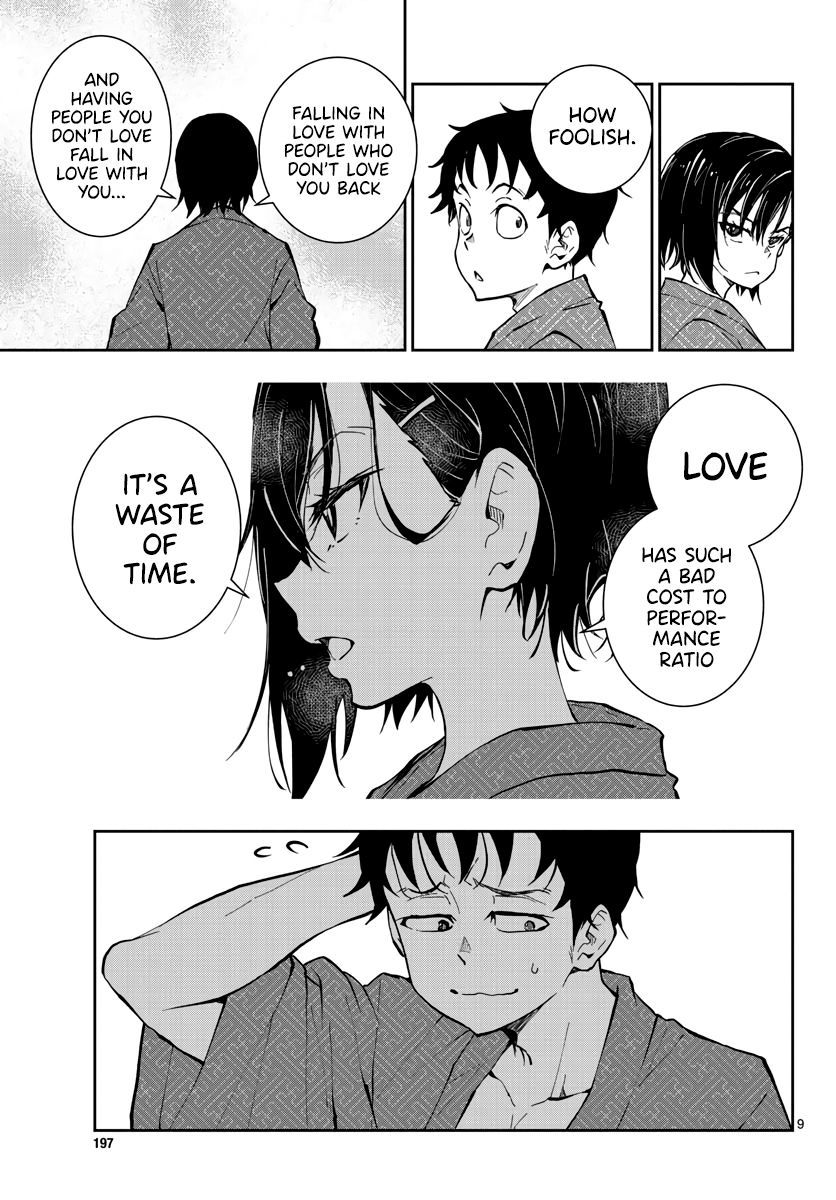 HOW
FOOLISH.
FALLING IN
LOVE WITH
PEOPLE WHO
DON'T LOVE
YOU BACK
AND
HAVING
PEOPLE YOU
DON'T LOVE
FALL IN
LOVE WITH
YOU...
LOVE
HAS SUCH
A BAD
COST TO
PERFOR-
MANCE
RATIO
IT'S A
WASTE
OF
TIME.
9
197